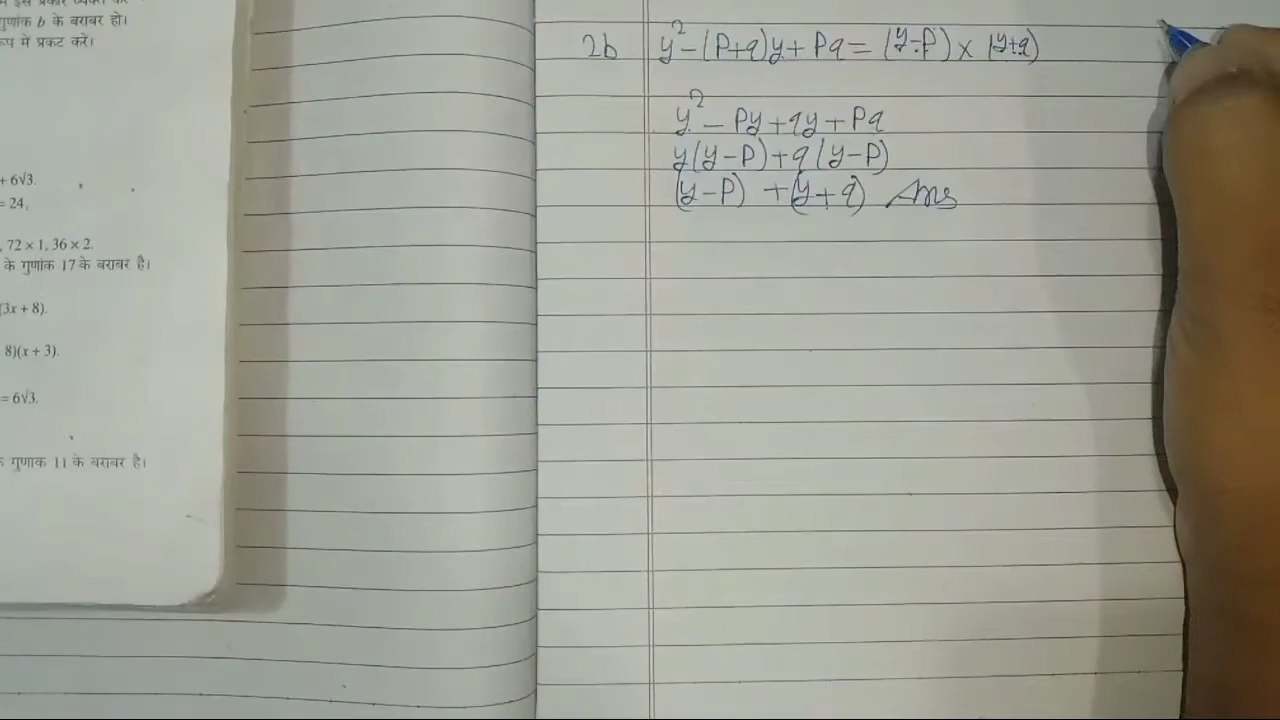 गुणांक b के बराबर हो।
प में प्रकट करें।
+ 6√3.
= 24,
, 72 × 1, 36 × 2.
के गुणांक 17 के बराबर है।
(3x + 8).
8)(x + 3).
= 6√3.
गुणाक 11 के बराबर है।
2b y² - (P+q)y + Pq = (y-P) × (y+q)
y² - Py + qy + Pq
y(y-P) + q(y-P)
(y-P) + (y+q) Ans